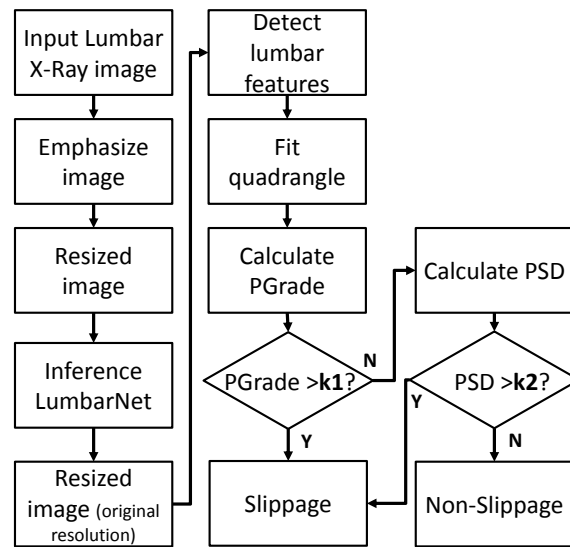 Input Lumbar
X-Ray image
Emphasize
image
Resized
image
Inference
LumbarNet
Resized
image (original
resolution)
Detect
lumbar
features
Fit
quadrangle
Calculate
PGrade
PGrade >k1?
N
Y
Slippage
Calculate PSD
PSD >k2?
Y
N
Non-Slippage